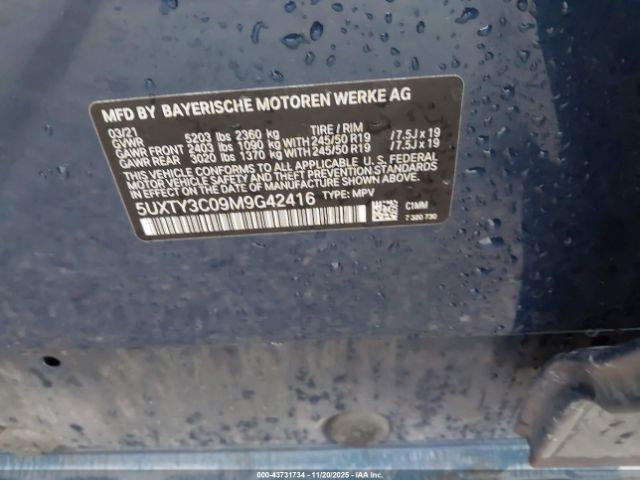 MFD BY BAYERISCHE MOTOREN WERKE AG
03/21 TIRE / RIM
GVWR 5203 lbs 2360 kg
GAWR FRONT 2403 lbs 1090 kg WITH 245/50 R19 /7.5J x 19
GAWR REAR 3020 lbs 1370 kg WITH 245/50 R19 /7.5J x 19
THIS VEHICLE CONFORMS TO ALL APPLICABLE U. S. FEDERAL
MOTOR VEHICLE SAFETY AND THEFT PREVENTION STANDARDS
IN EFFECT ON THE DATE OF MANUFACTURE SHOWN ABOVE.
5UXTY3C09M9G42416 TYPE: MPV
C1MM
7 320 730
000-43731734 | 11/20/2025 - IAA Inc.